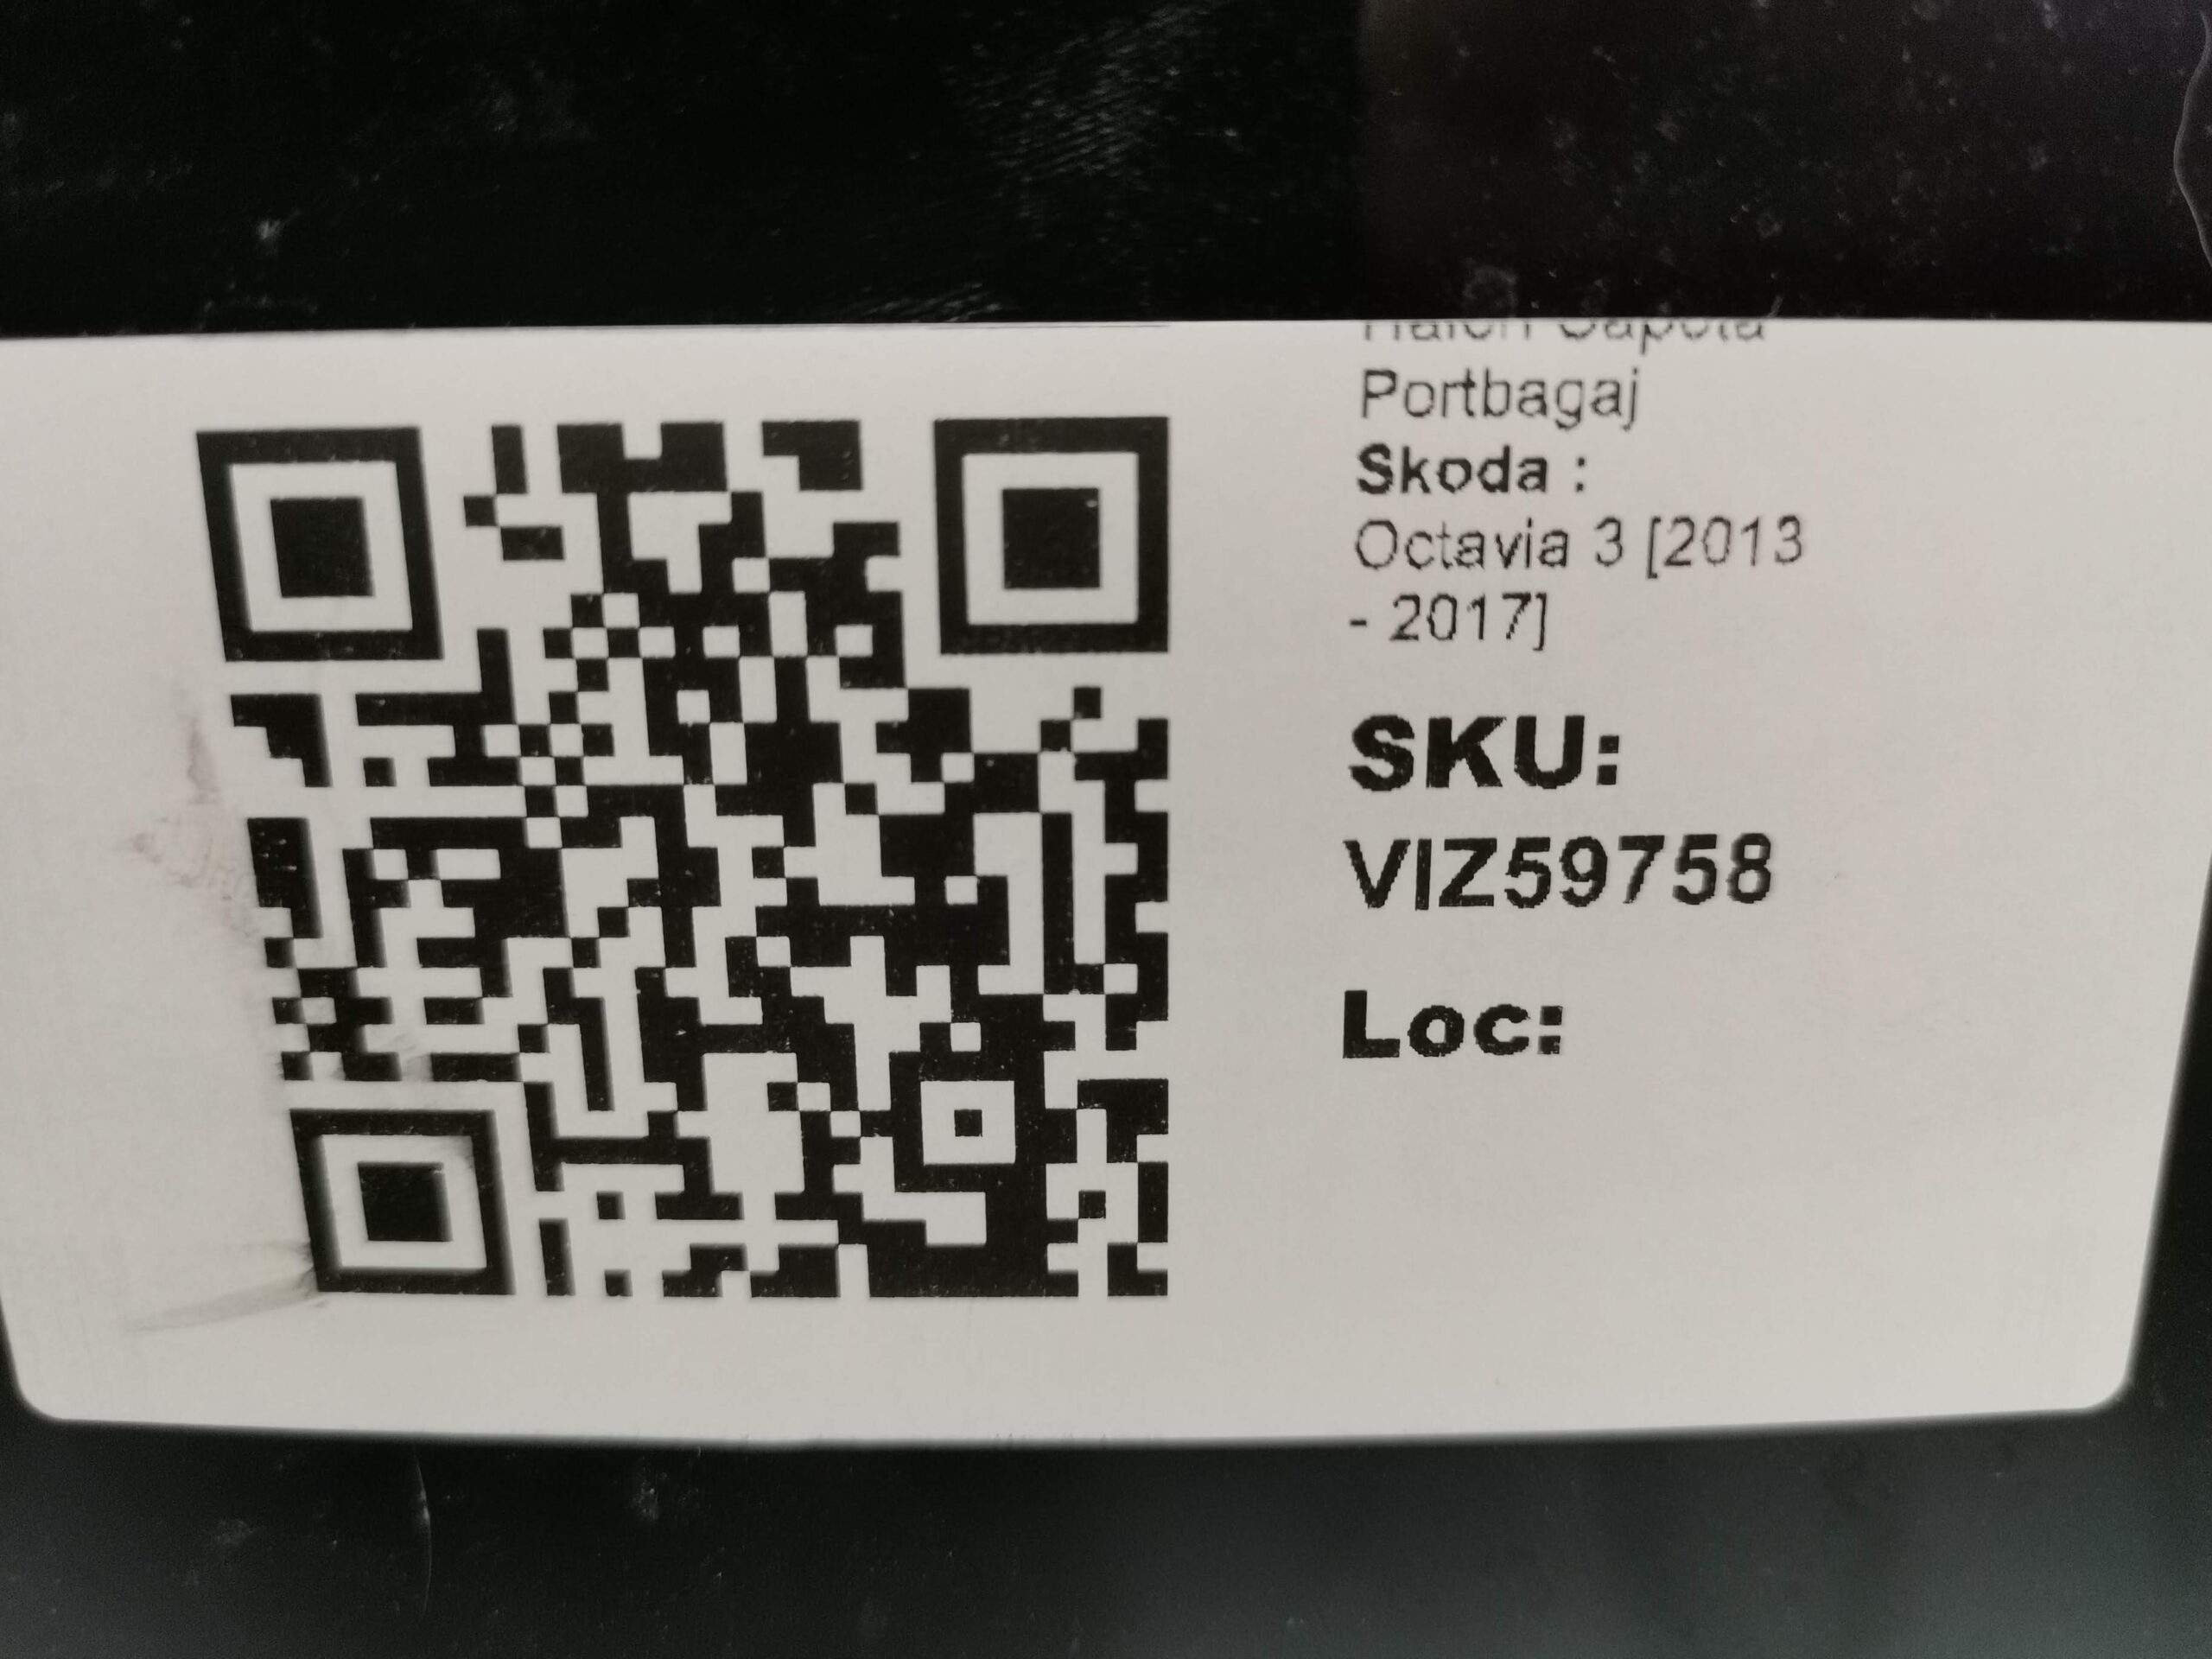 Portbagaj
Skoda :
Octavia 3 [2013
- 2017]
SKU:
VIZ59758
Loc: